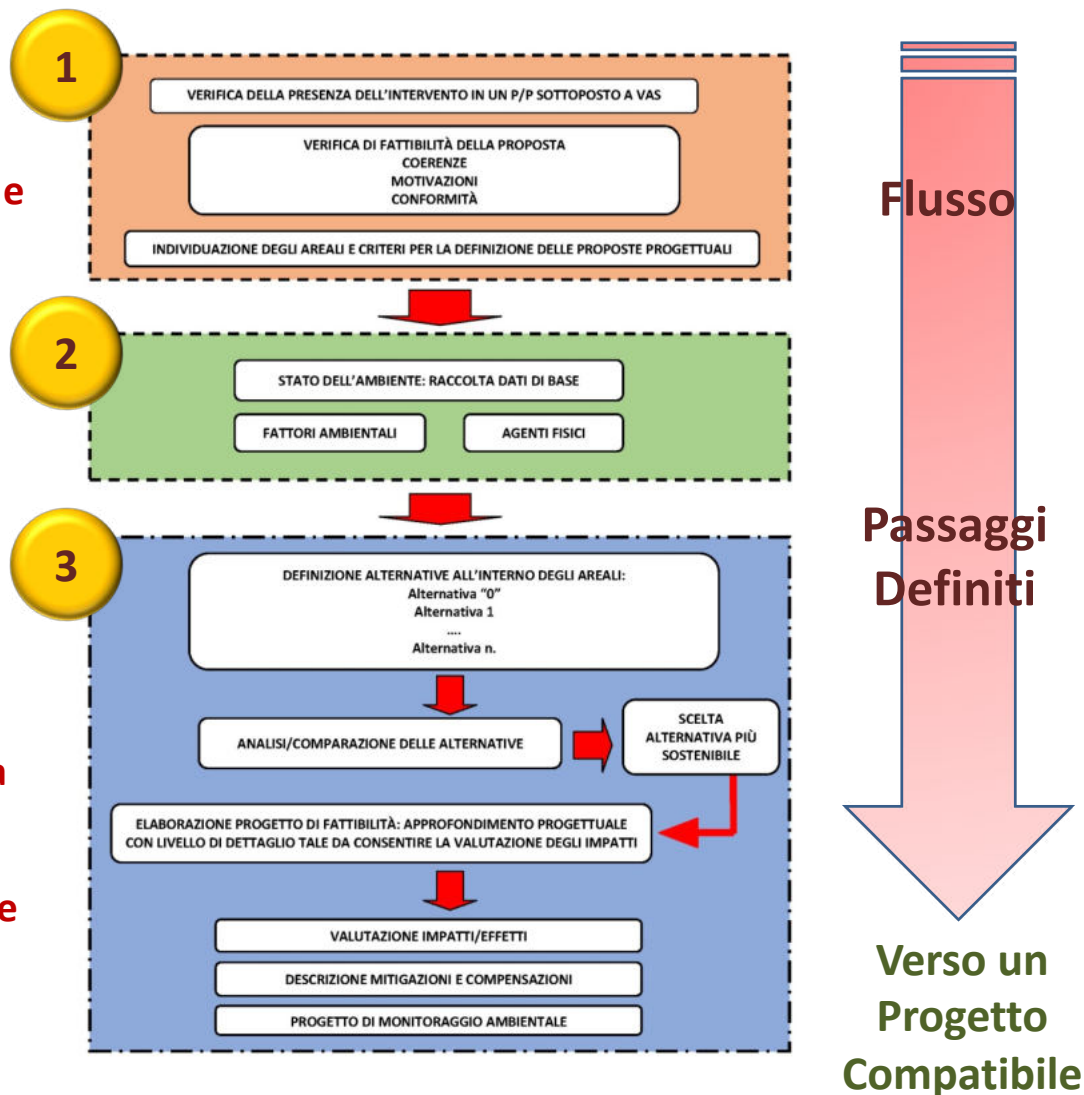 1
VERIFICA DELLA PRESENZA DELL'INTERVENTO IN UN P/P SOTTOPOSTO A VAS
VERIFICA DI FATTIBILITÀ DELLA PROPOSTA
COERENZE
MOTIVAZIONI
CONFORMITÀ
INDIVIDUAZIONE DEGLI AREALI E CRITERI PER LA DEFINIZIONE DELLE PROPOSTE PROGETTUALI
e
2
STATO DELL'AMBIENTE: RACCOLTA DATI DI BASE
FATTORI AMBIENTALI
AGENTI FISICI
3
DEFINIZIONE ALTERNATIVE ALL'INTERNO DEGLI AREALI:
Alternativa "0"
Alternativa 1
....
Alternativa n.
ANALISI/COMPARAZIONE DELLE ALTERNATIVE
SCELTA
ALTERNATIVA PIÙ
SOSTENIBILE
ELABORAZIONE PROGETTO DI FATTIBILITÀ: APPROFONDIMENTO PROGETTUALE
CON LIVELLO DI DETTAGLIO TALE DA CONSENTIRE LA VALUTAZIONE DEGLI IMPATTI
e
VALUTAZIONE IMPATTI/EFFETTI
DESCRIZIONE MITIGAZIONI E COMPENSAZIONI
PROGETTO DI MONITORAGGIO AMBIENTALE
Flusso
Passaggi
Definiti
Verso un
Progetto
Compatibile